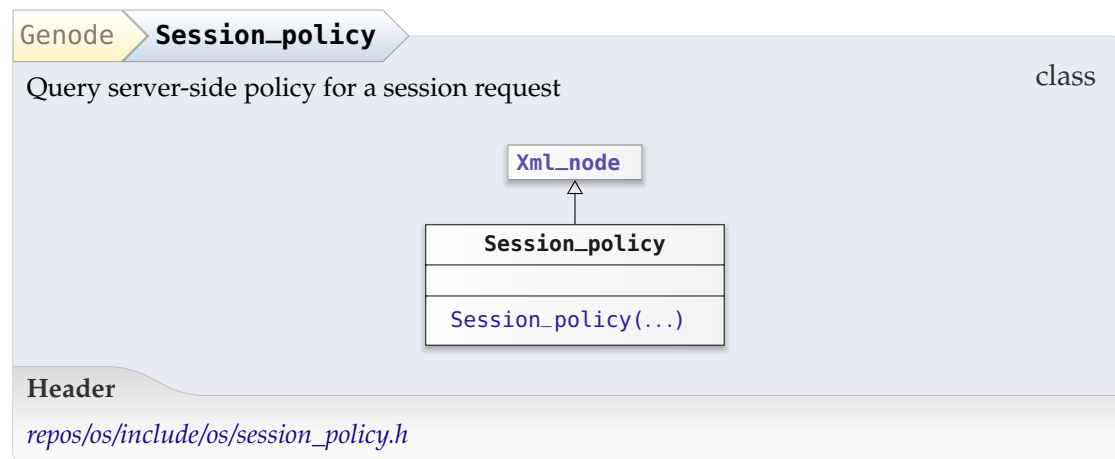 Genode Session_policy
class
Query server-side policy for a session request
Xml_node
Session_policy
Session_policy(...)
Header
repos/os/include/os/session_policy.h